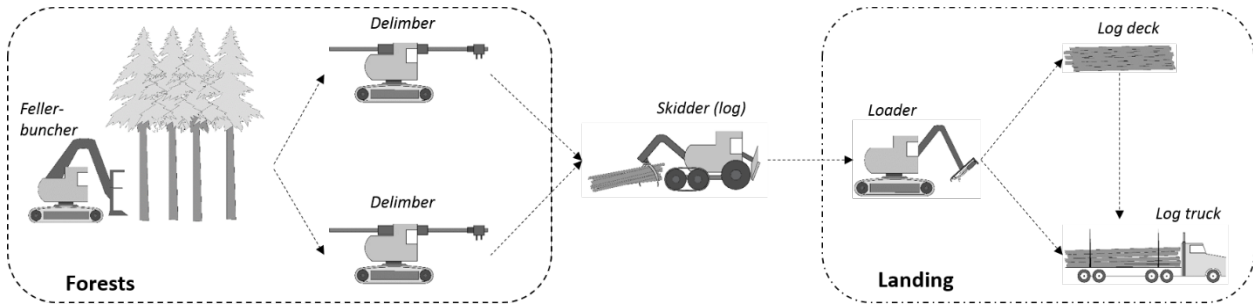 Delimber
Feller-
buncher
Delimber
Forests
Skidder (log)
Loader
Log deck
Log truck
Landing